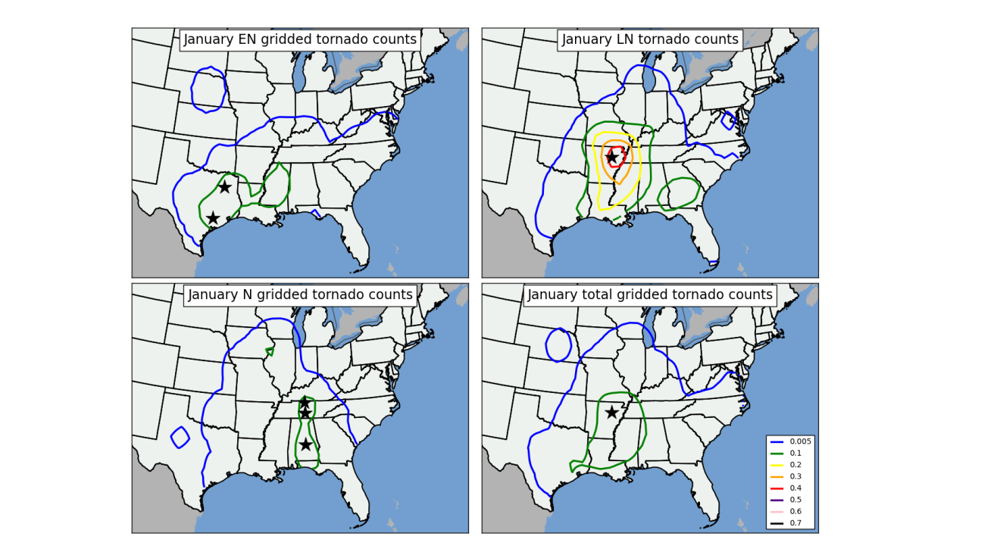 January EN gridded tornado counts
January LN tornado counts
January N gridded tornado counts
January total gridded tornado counts
0.005
0.1
0.2
0.3
0.4
0.5
0.6
0.7